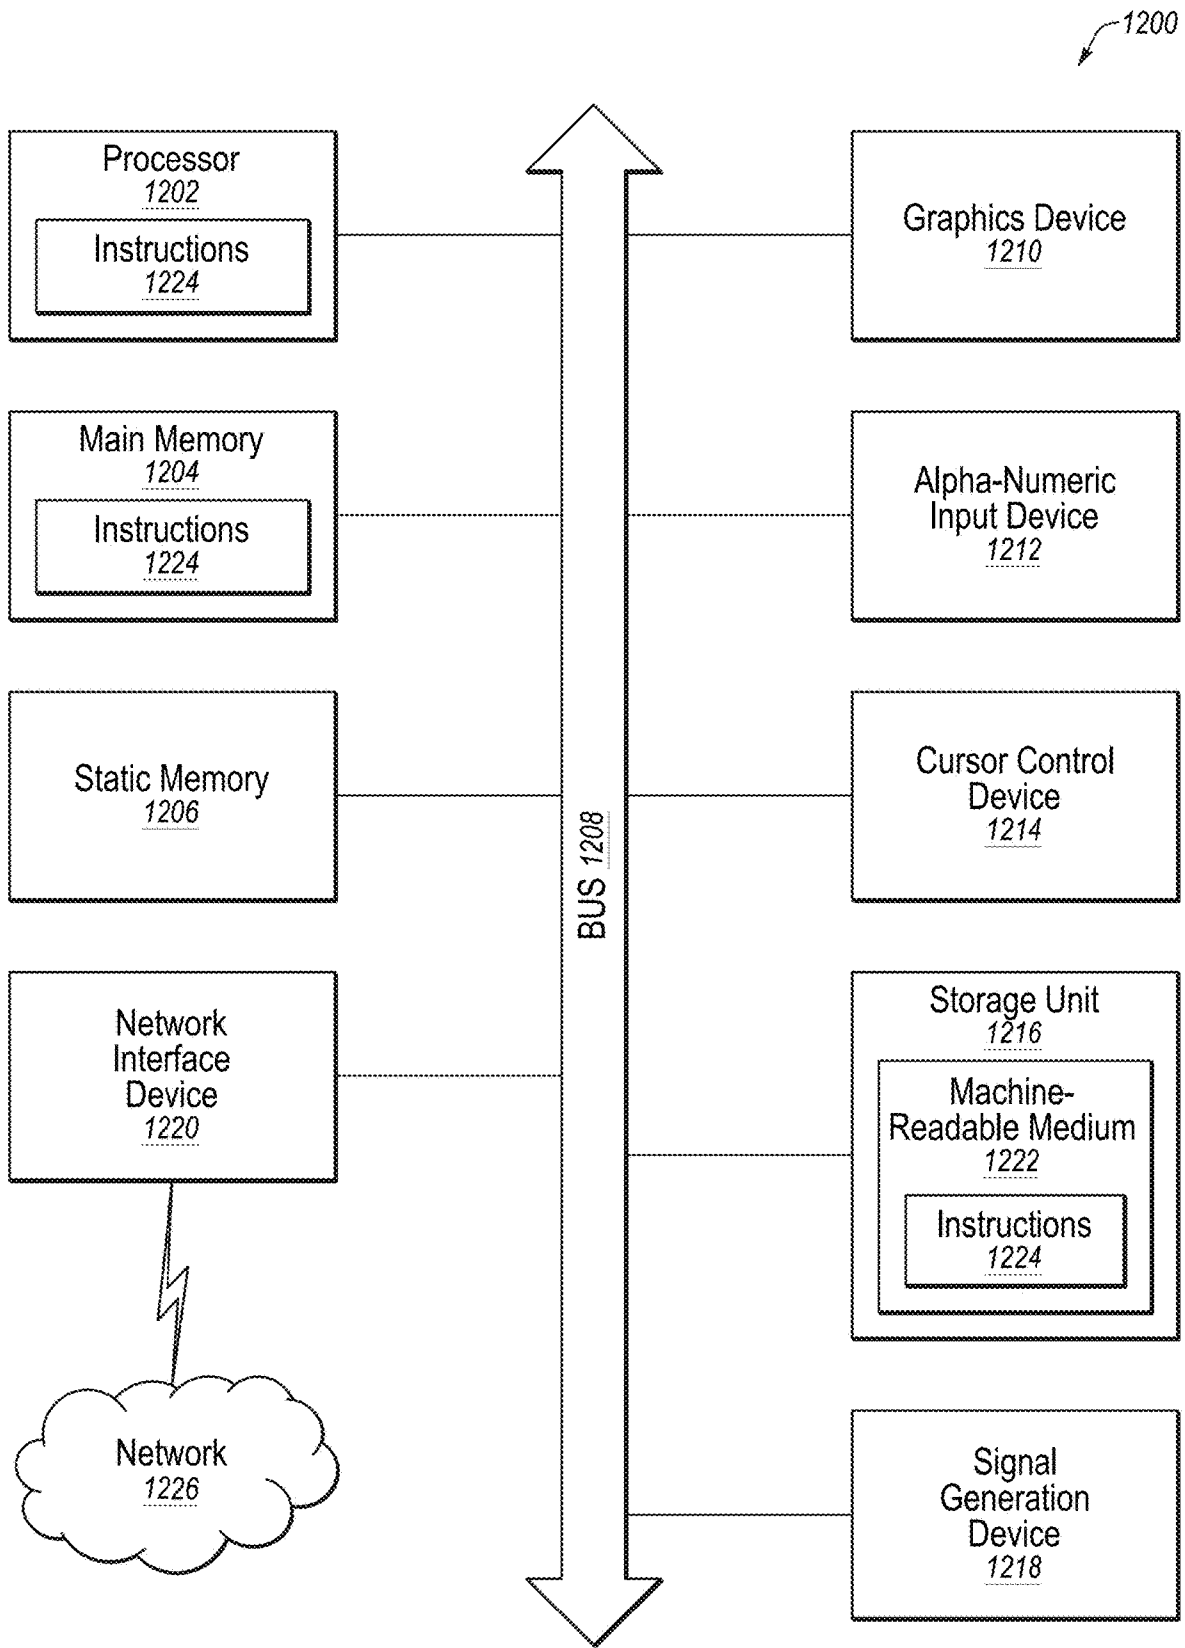 1200
Processor
1202
Instructions
1224
Main Memory
1204
Instructions
1224
Static Memory
1206
Network
Interface
Device
1220
Network
1226
BUS 1208
Graphics Device
1210
Alpha-Numeric
Input Device
1212
Cursor Control
Device
1214
Storage Unit
1216
Machine-
Readable Medium
1222
Instructions
1224
Signal
Generation
Device
1218